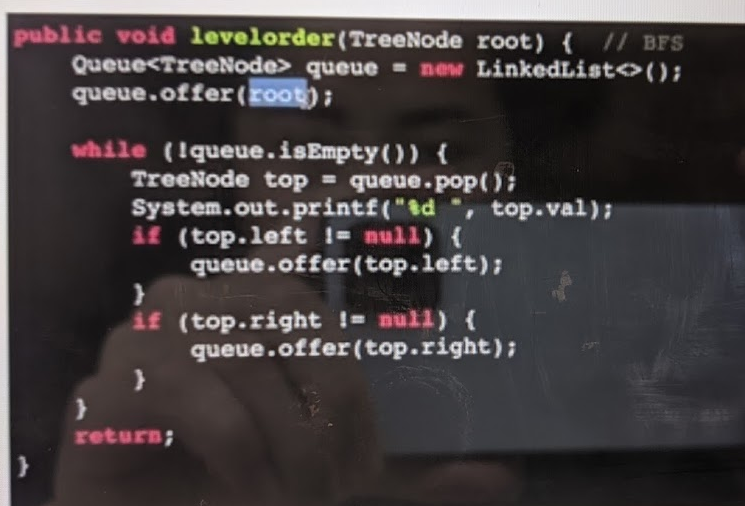 public void levelorder(TreeNode root) { // BFS
Queue<TreeNode> queue = new LinkedList<>();
queue.offer(root);
while (!queue.isEmpty()) {
TreeNode top = queue.pop();
System.out.printf("%d ", top.val);
if (top.left != null) {
queue.offer(top.left);
}
if (top.right != null) {
queue.offer(top.right);
}
}
return;
}